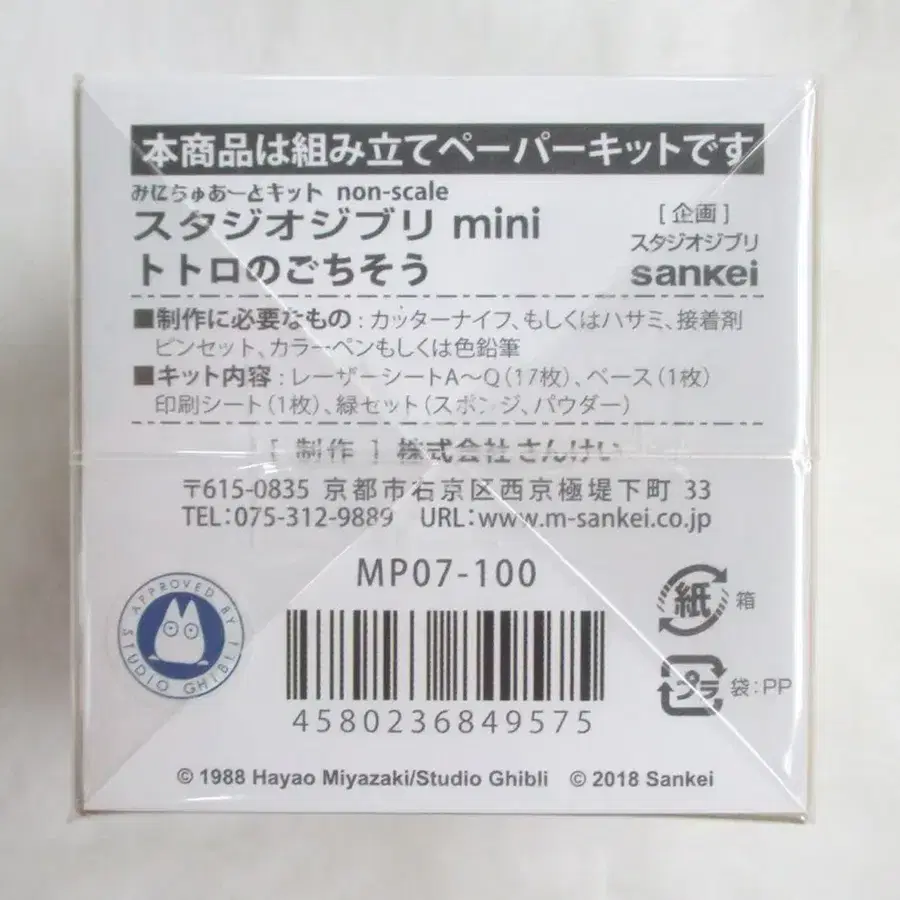 本商品は組み立てペーパーキットです
みにちゅあーとキット non-scale
スタジオジブリ mini
トトロのごちそう
[ 企画 ]
スタジオジブリ
sankei
■制作に必要なもの : カッターナイフ、もしくはハサミ、接着剤
ピンセット、カラーペンもしくは色鉛筆
■キット内容 : レーザーシートA～Q(17枚)、ベース(1枚)
印刷シート(1枚)、緑セット(スポンジ、パウダー)
[ 制作 ] 株式会社さんけい
〒615-0835 京都市右京区西京極堤下町 33
TEL:075-312-9889 URL:www.m-sankei.co.jp
MP07-100
APPROVED BY
STUDIO GHIBLI
紙 箱
プラ 袋:PP
4580236849575
© 1988 Hayao Miyazaki/Studio Ghibli © 2018 Sankei